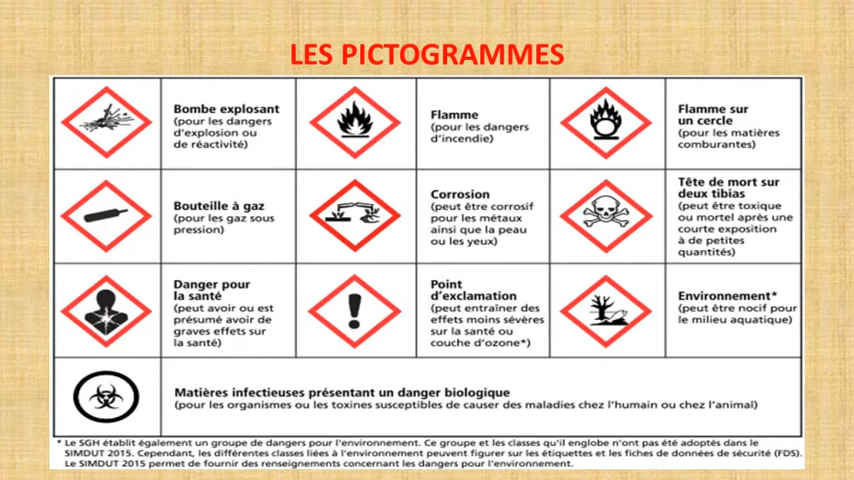 LES PICTOGRAMMES
Bombe explosant
(pour les dangers
d'explosion ou
de réactivité)
Flamme
(pour les dangers
d'incendie)
Flamme sur
un cercle
(pour les matières
comburantes)
Bouteille à gaz
(pour les gaz sous
pression)
Corrosion
(peut être corrosif
pour les métaux
ainsi que la peau
ou les yeux)
Tête de mort sur
deux tibias
(peut être toxique
ou mortel après une
courte exposition
à de petites
quantités)
Danger pour
la santé
(peut avoir ou est
présumé avoir de
graves effets sur
la santé)
Point
d'exclamation
(peut entraîner des
effets moins sévères
sur la santé ou
couche d'ozone*)
Environnement*
(peut être nocif pour
le milieu aquatique)
Matières infectieuses présentant un danger biologique
(pour les organismes ou les toxines susceptibles de causer des maladies chez l'humain ou chez l'animal)
* Le SGH établit également un groupe de dangers pour l'environnement. Ce groupe et les classes qu'il englobe n'ont pas été adoptés dans le
SIMDUT 2015. Cependant, les différentes classes liées à l'environnement peuvent figurer sur les étiquettes et les fiches de données de sécurité (FDS).
Le SIMDUT 2015 permet de fournir des renseignements concernant les dangers pour l'environnement.